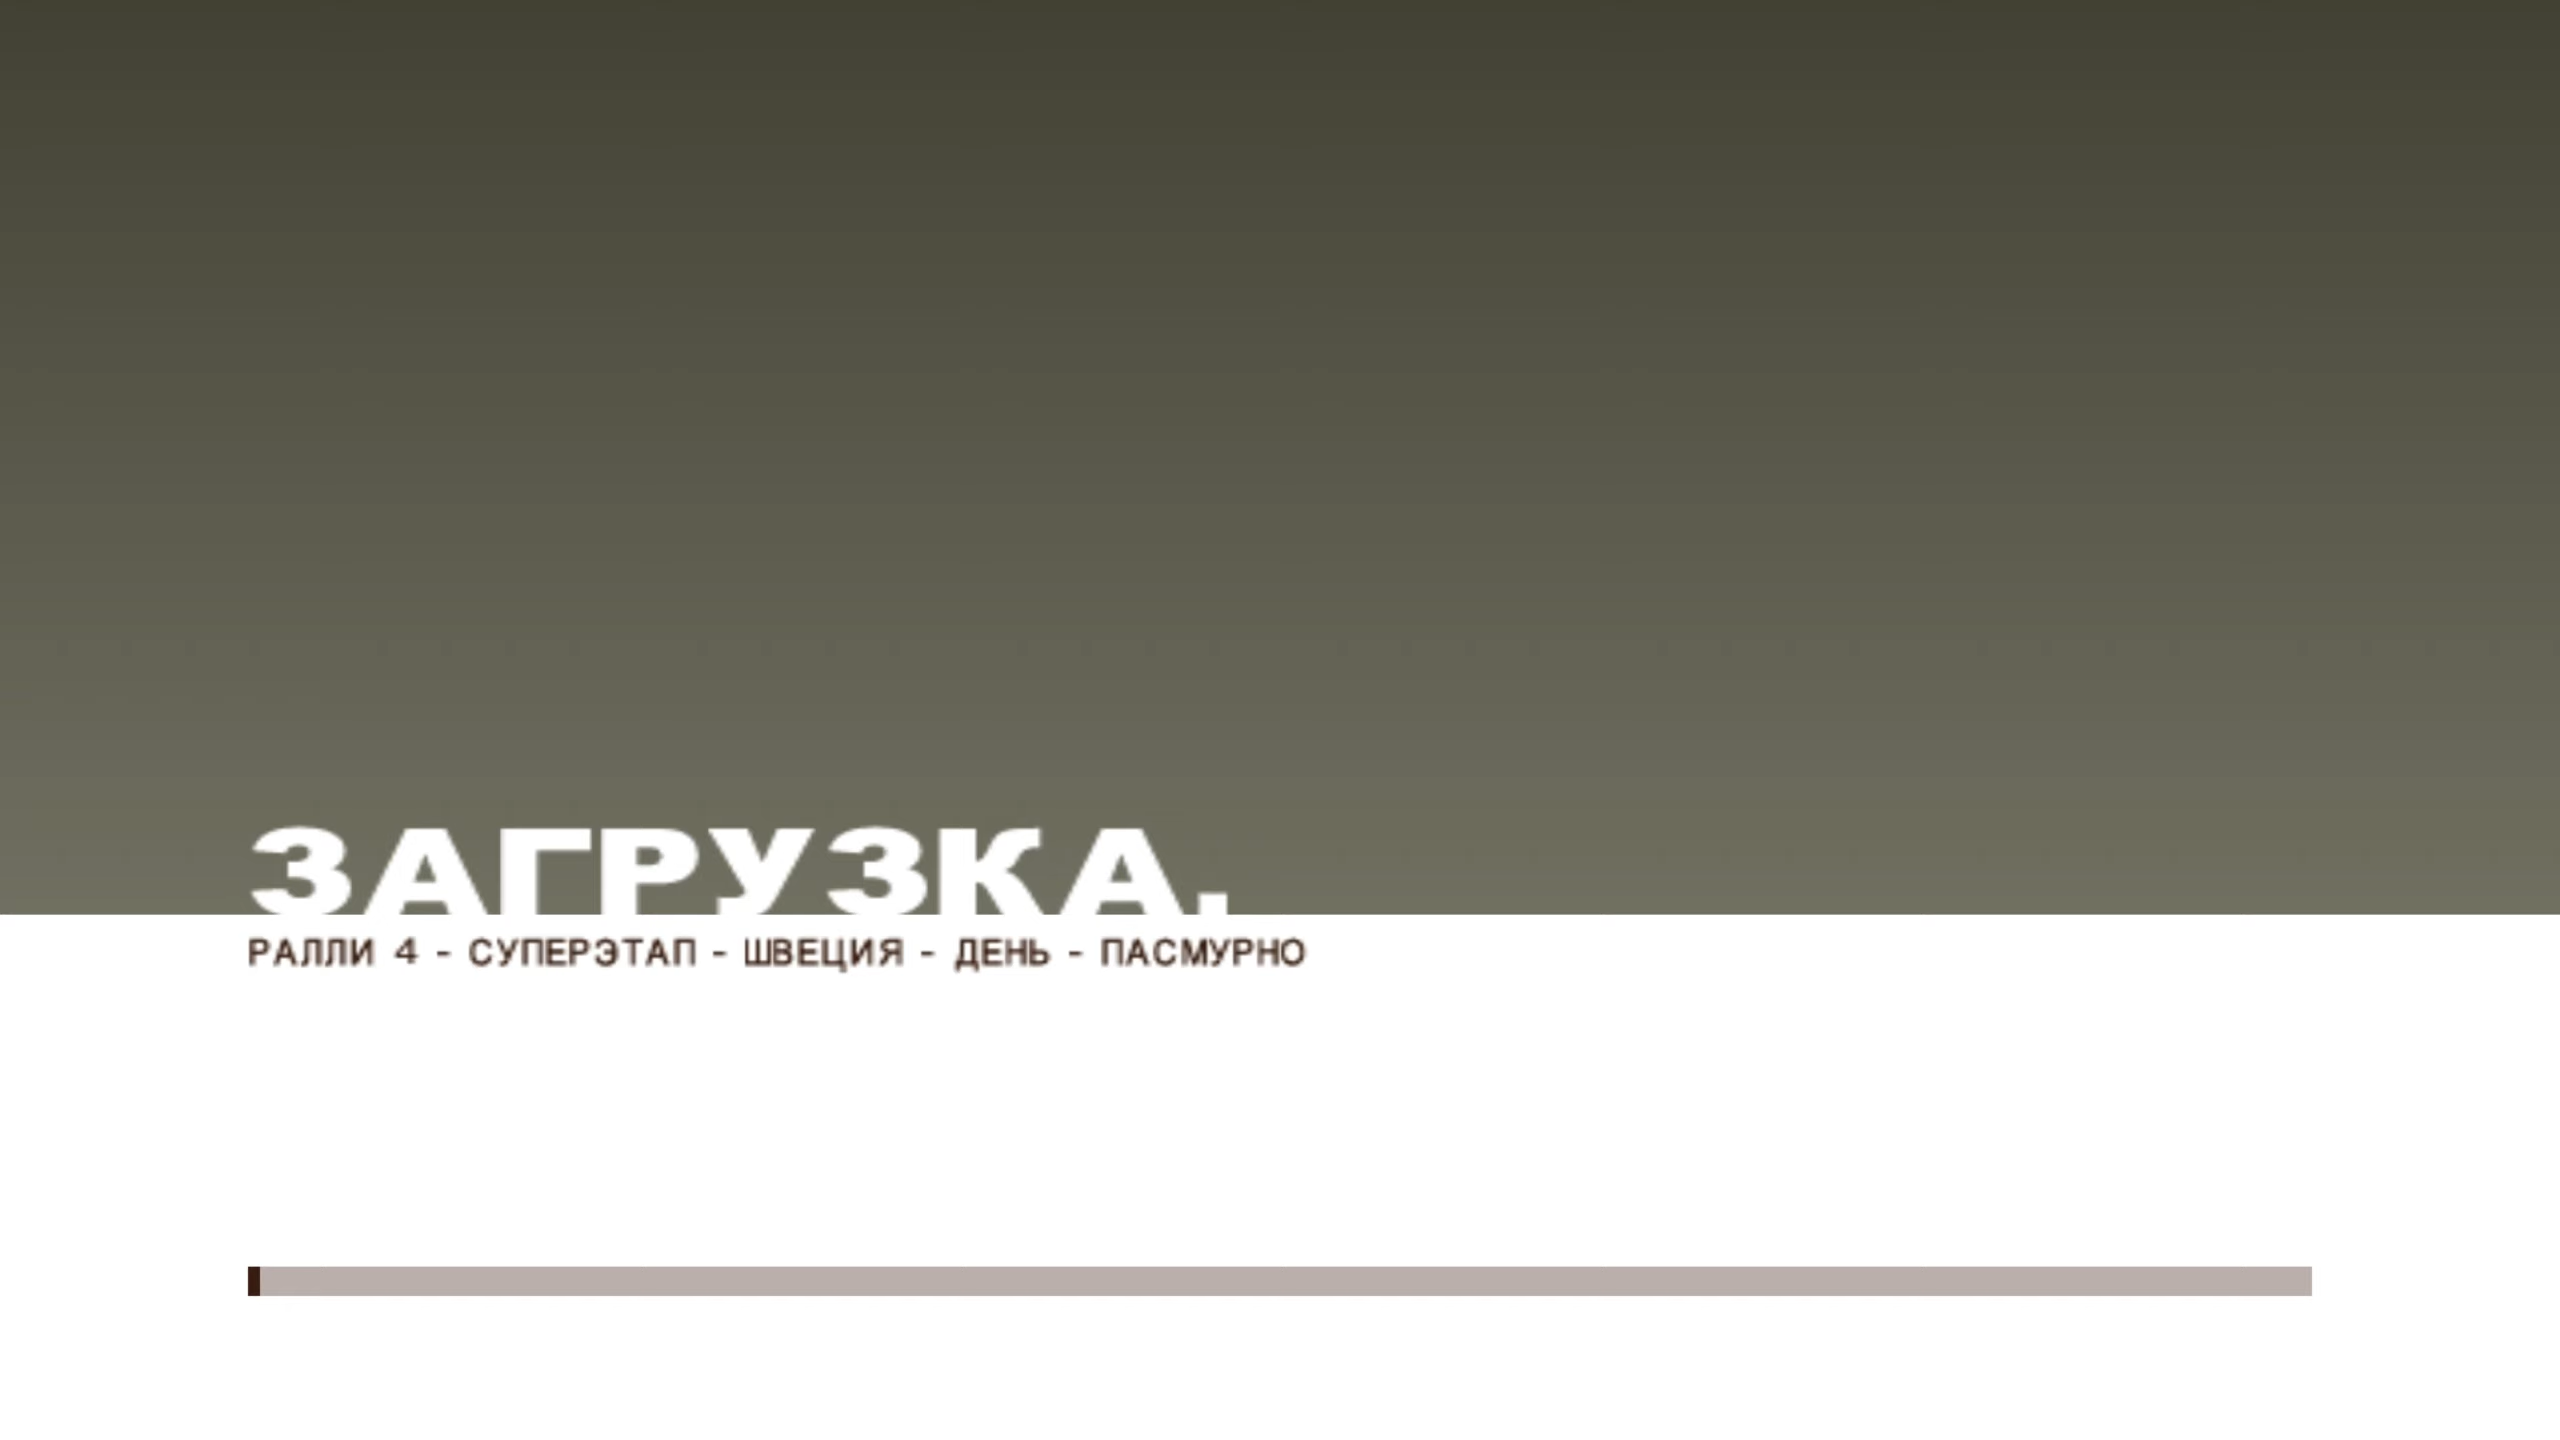 ЗАГРУЗКА.
РАЛЛИ 4 - СУПЕРЭТАП - ШВЕЦИЯ - ДЕНЬ - ПАСМУРНО